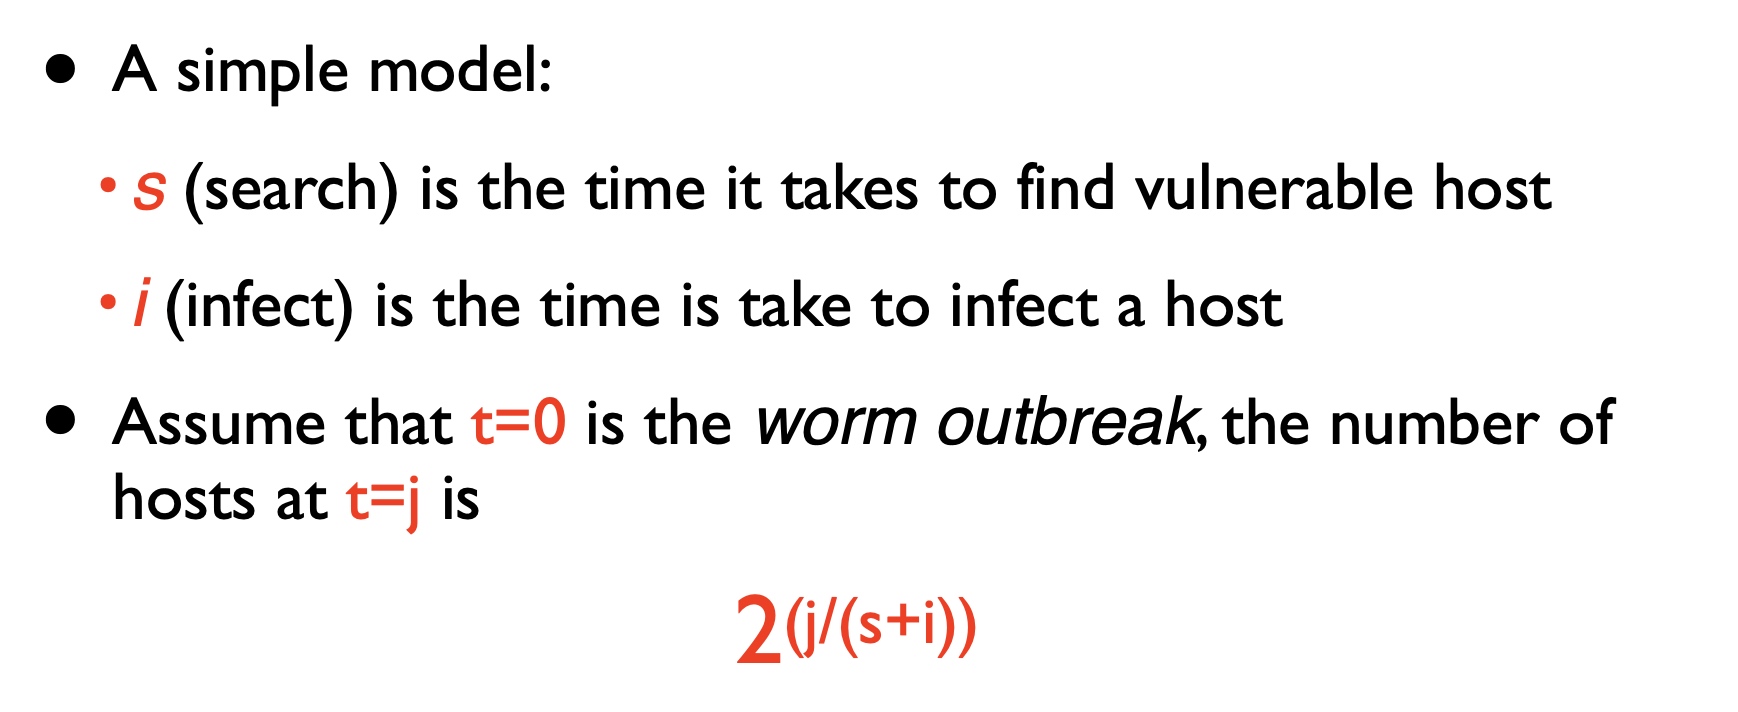 • A simple model:
• s (search) is the time it takes to find vulnerable host
• i (infect) is the time is take to infect a host
• Assume that t=0 is the worm outbreak, the number of
hosts at t=j is
2(j/(s+i))